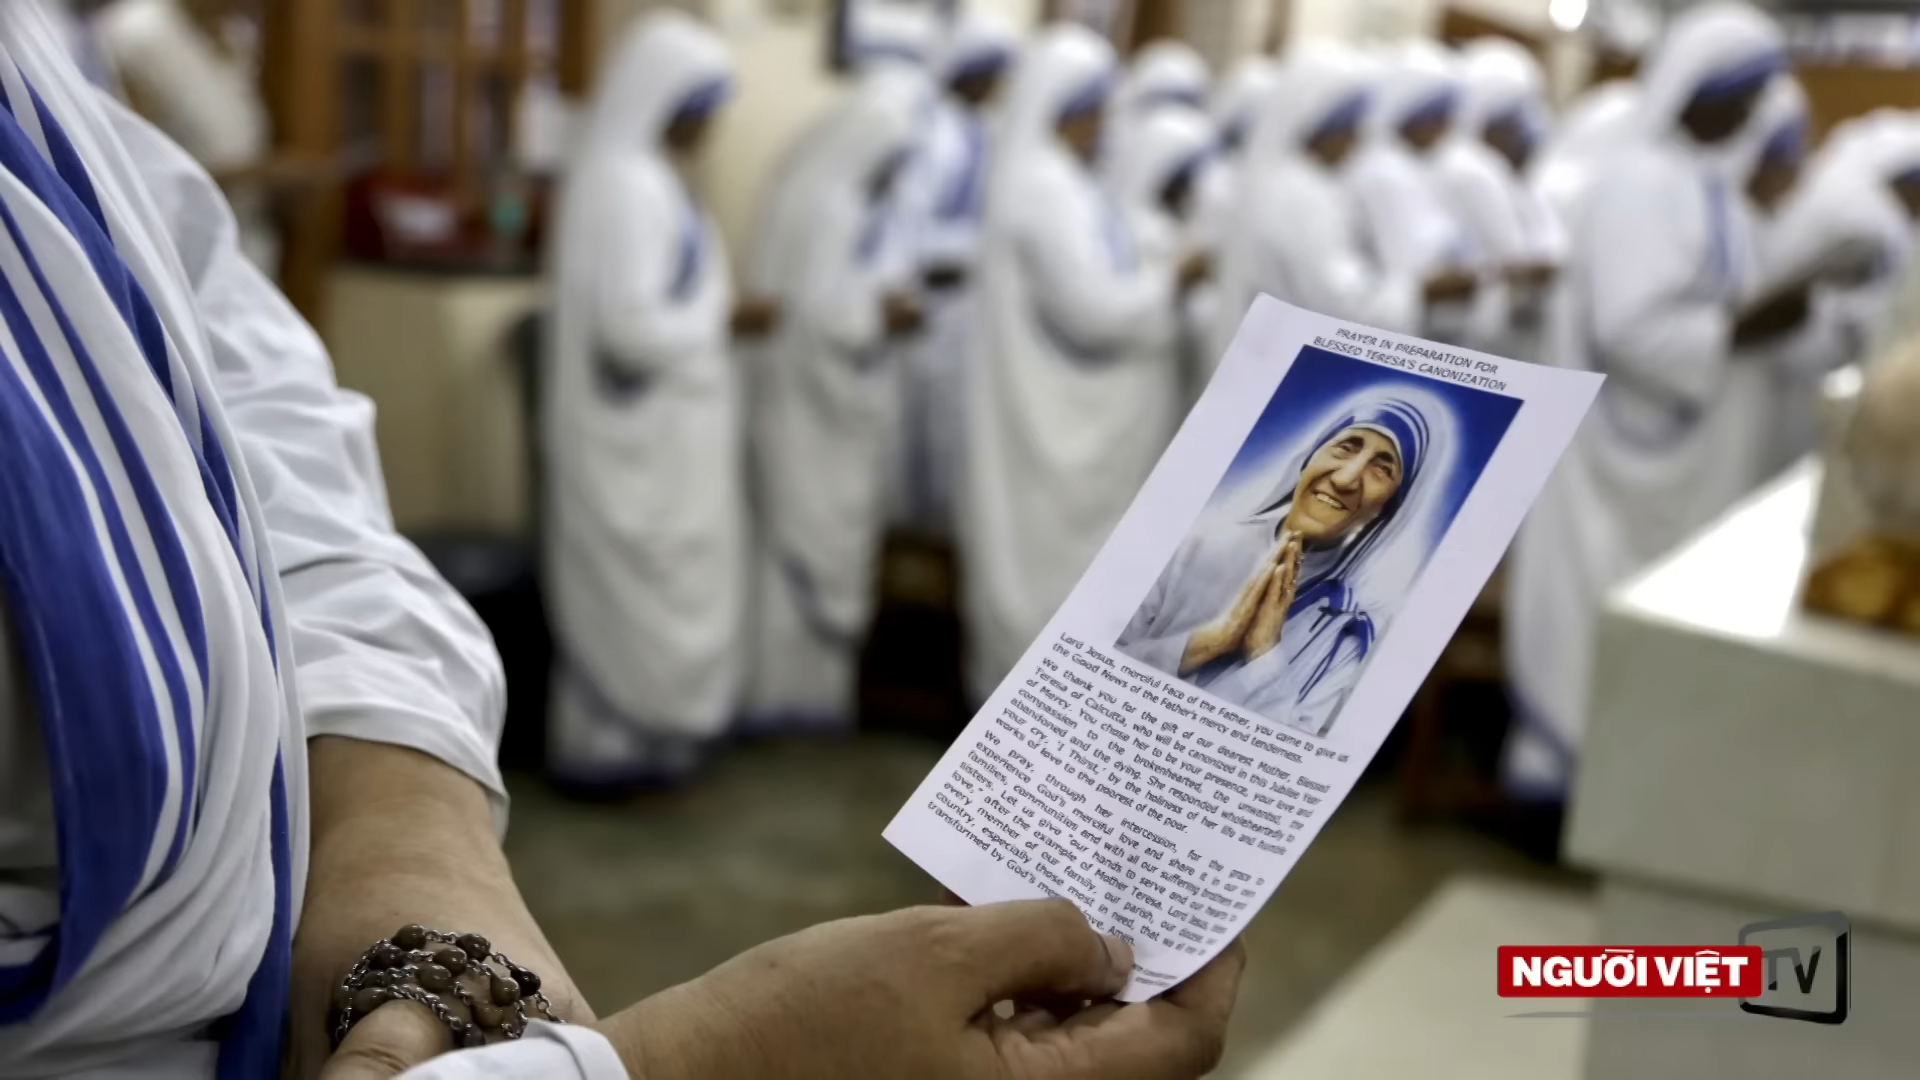 PRAYER IN PREPARATION FOR
BLESSED TERESA'S CANONIZATION
Lord Jesus, merciful Face of the Father, you came to give us
the Good News of the Father's mercy and tenderness.
We thank you for the gift of our dearest Mother, Blessed
Teresa of Calcutta, who will be canonized in this Jubilee Year
of Mercy. You chose her to be your presence, your love and
compassion to the brokenhearted, the unwanted, the
abandoned and the dying. She responded wholeheartedly to
your cry, 'I Thirst,' by the holiness of her life and humble
works of love to the poorest of the poor.
We pray, through her intercession, for the grace to
experience God's merciful love and share it in our own
families, communities and with all our suffering brothers and
sisters. Let us give "our hands to serve and our hearts to
love," after the example of Mother Teresa. Lord Jesus,
every member of our family, our parish, our diocese,
country, especially those most in need, that we
transformed by God's love. Amen.
NGƯỜI VIỆT TV